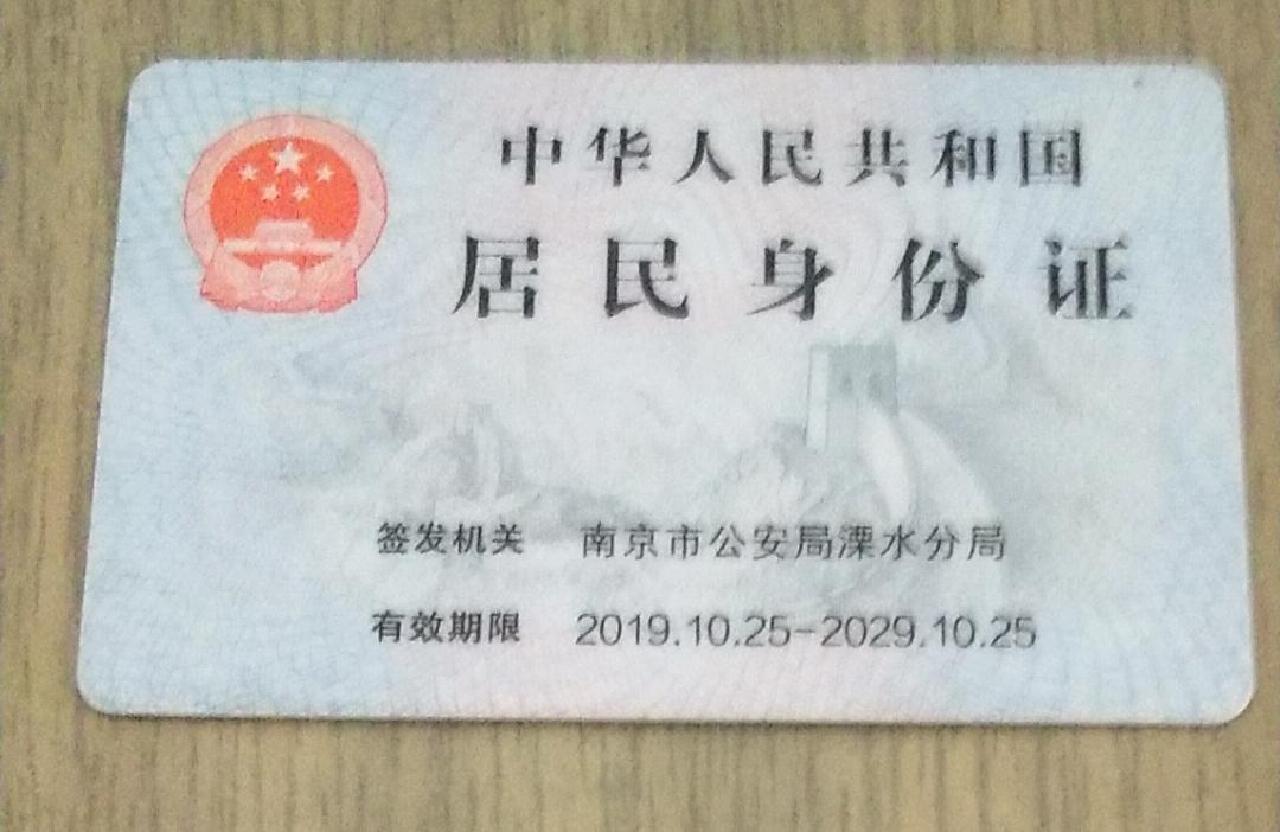 中华人民共和国
居民身份证
签发机关 南京市公安局溧水分局
有效期限 2019.10.25-2029.10.25